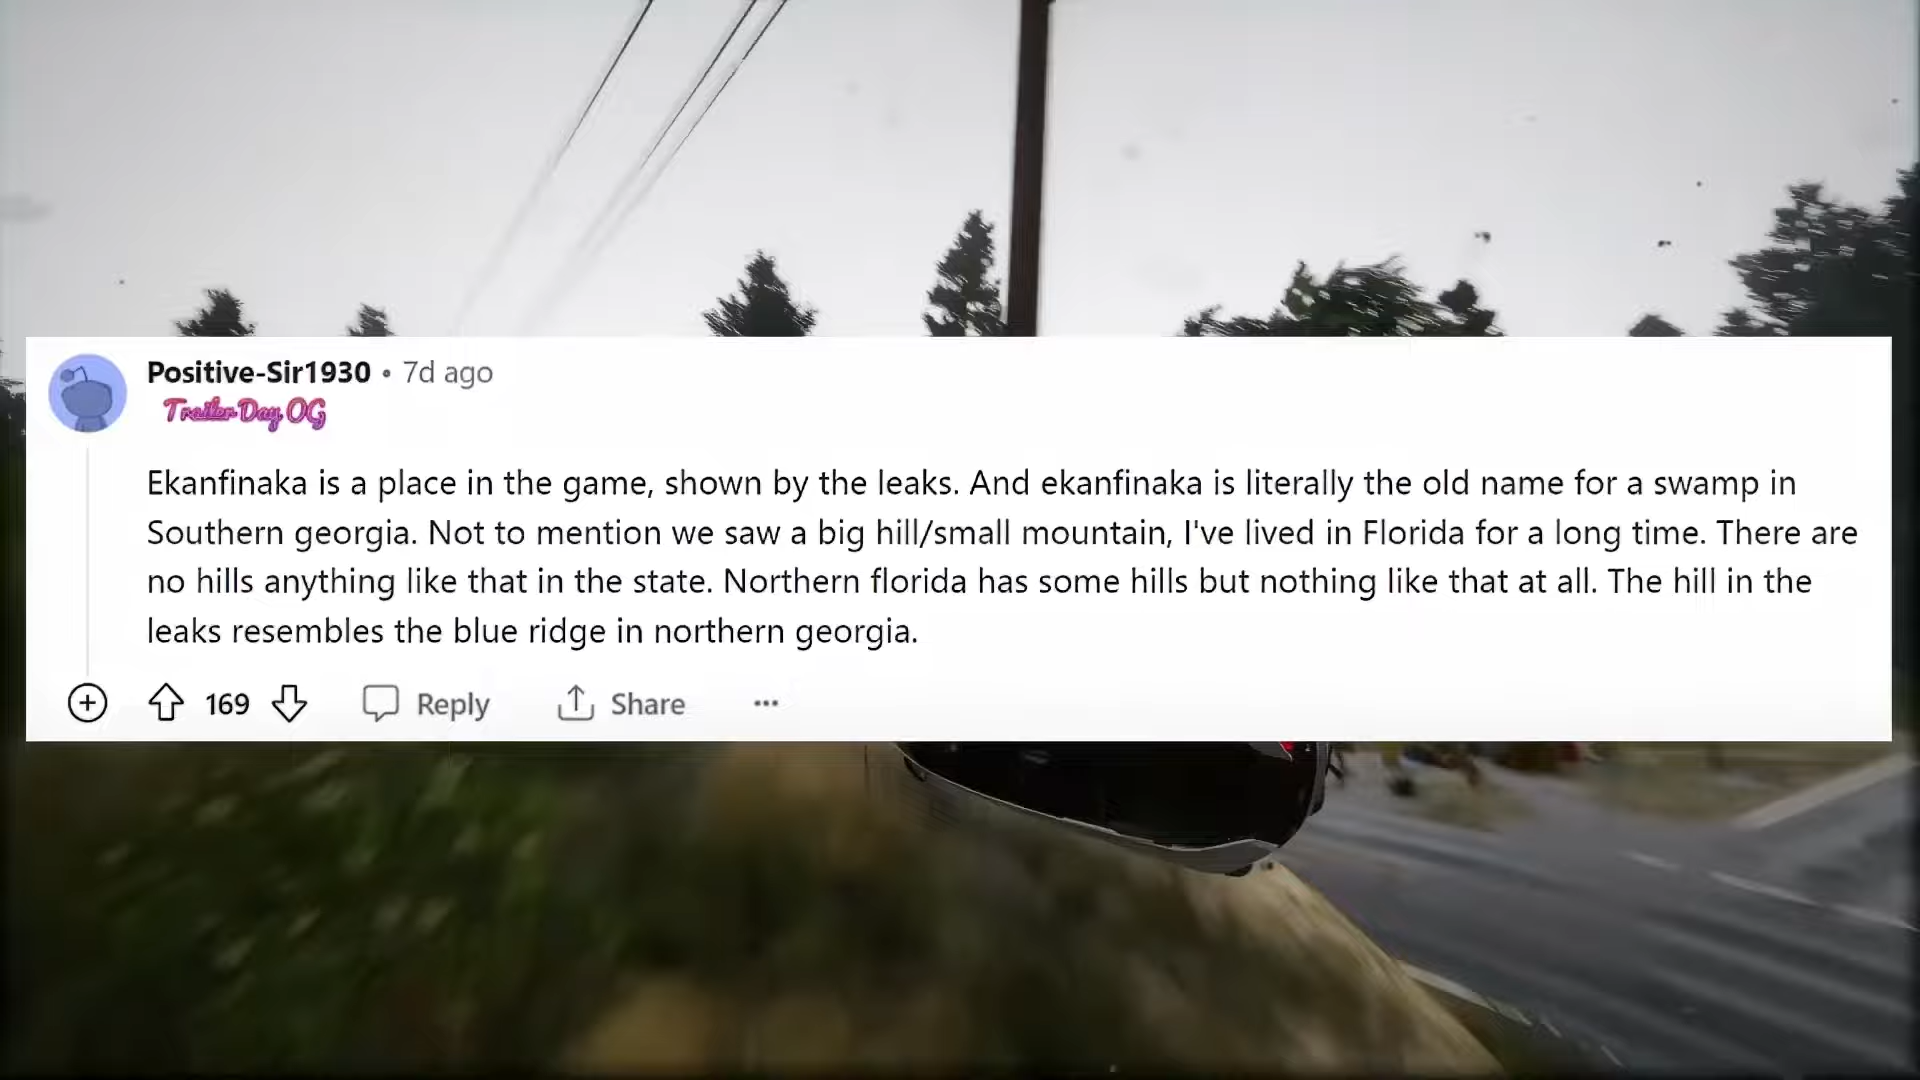 Positive-Sir1930 • 7d ago
Trailer Day OG
Ekanfinaka is a place in the game, shown by the leaks. And ekanfinaka is literally the old name for a swamp in
Southern georgia. Not to mention we saw a big hill/small mountain, I've lived in Florida for a long time. There are
no hills anything like that in the state. Northern florida has some hills but nothing like that at all. The hill in the
leaks resembles the blue ridge in northern georgia.
169 Reply Share ...